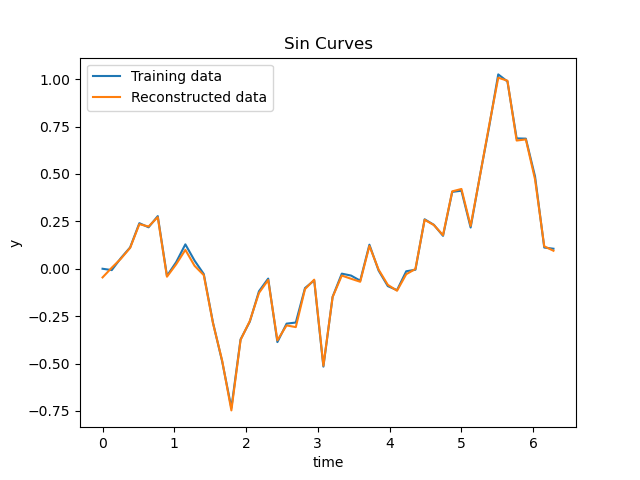 Sin Curves
Training data
Reconstructed data
y
1.00
0.75
0.50
0.25
0.00
−0.25
−0.50
−0.75
0 1 2 3 4 5 6
time